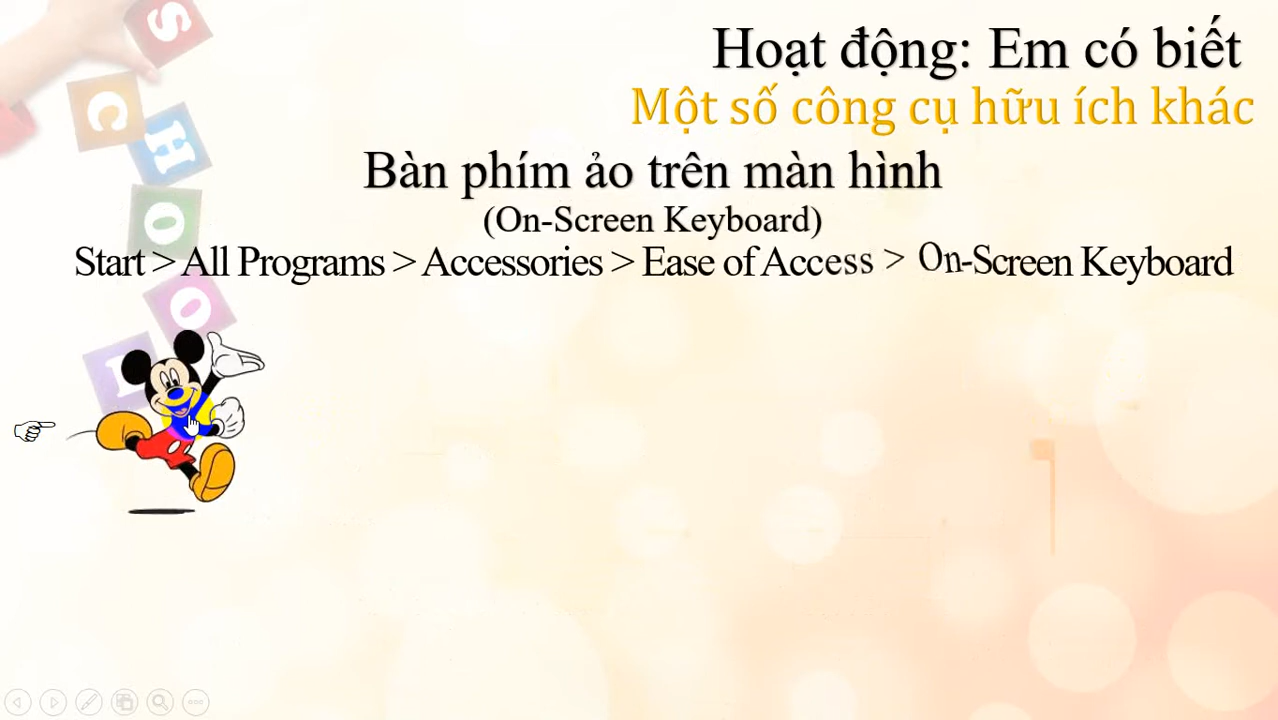 Hoạt động: Em có biết
Một số công cụ hữu ích khác
Bàn phím ảo trên màn hình
(On-Screen Keyboard)
Start > All Programs > Accessories > Ease of Access > On-Screen Keyboard
S
C
H
O
O
L